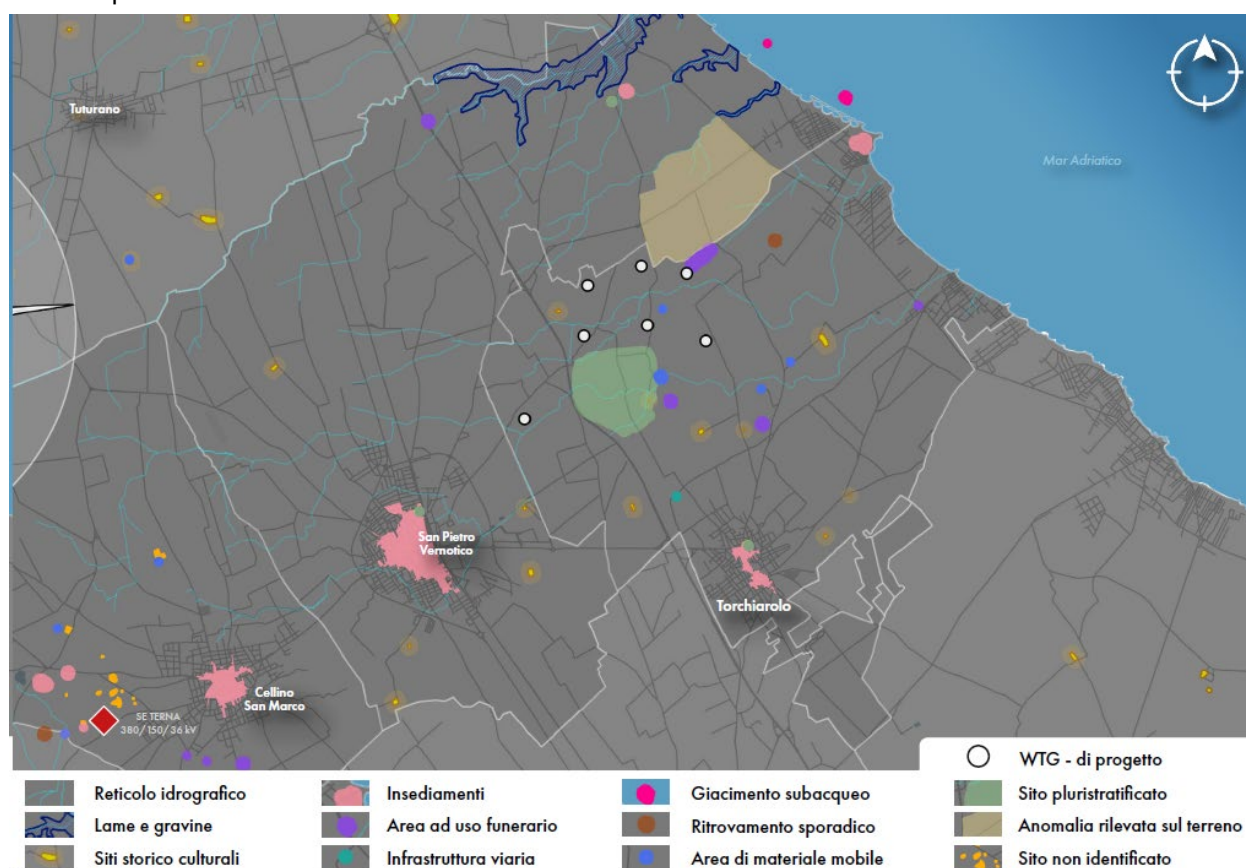 Tuturano
Mar Adriatico
San Pietro
Vernotico
Torchiarolo
Cellino
San Marco
SE TERNA
380/150/36 kV
WTG - di progetto
Reticolo idrografico
Insediamenti
Giacimento subacqueo
Sito pluristratificato
Lame e gravine
Area ad uso funerario
Ritrovamento sporadico
Anomalia rilevata sul terreno
Siti storico culturali
Infrastruttura viaria
Area di materiale mobile
Sito non identificato